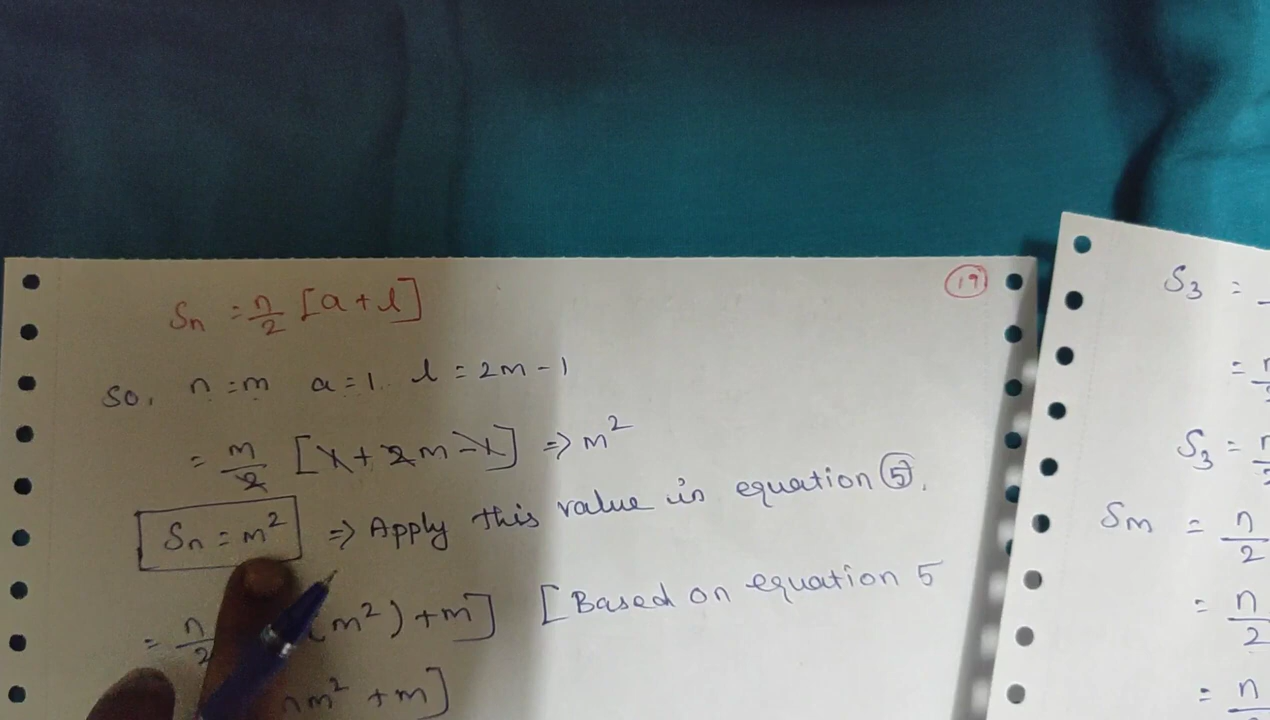 19
Sn = n/2 [a + l]
So, n = m a = 1. l = 2m - 1
= m/2 [1 + 2m - 1] => m²
Sn = m² => Apply this value in equation 5.
= n/2 (m²) + m] [Based on equation 5
nm² + m]
S3 =
=
S3 =
Sm = n/2
= n/2
= n